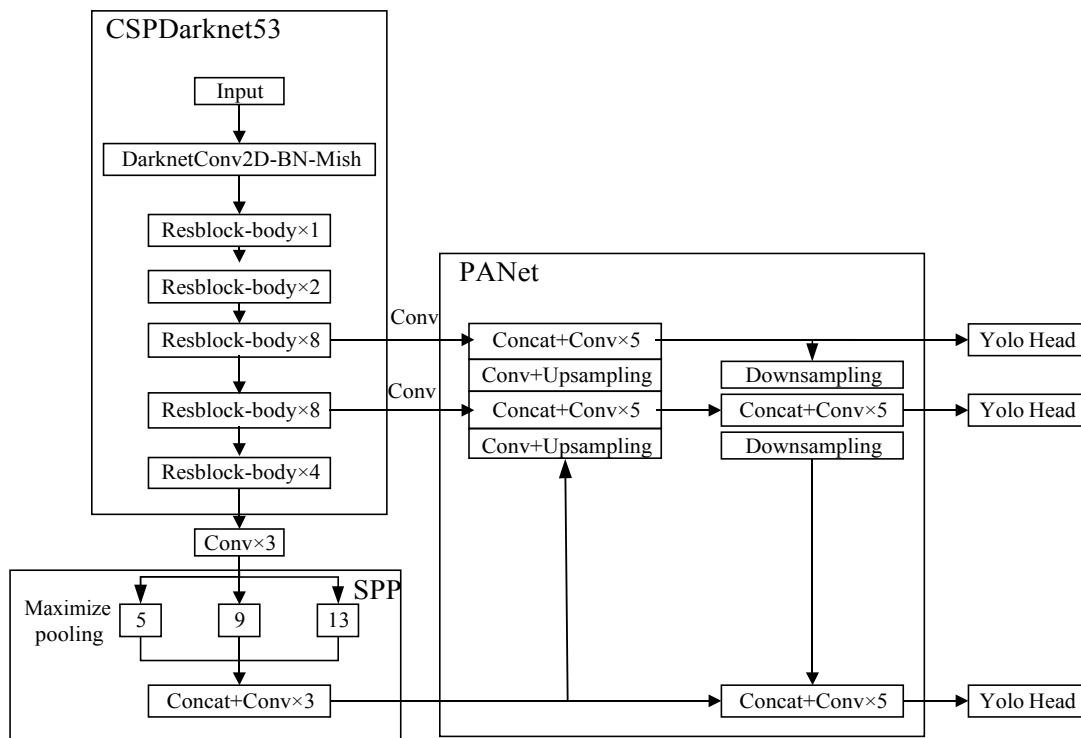 CSPDarknet53
Input
DarknetConv2D-BN-Mish
Resblock-body×1
Resblock-body×2
Resblock-body×8
Resblock-body×8
Resblock-body×4
Conv×3
SPP
Maximize
pooling
5
9
13
Concat+Conv×3
Conv
Conv
PANet
Concat+Conv×5
Conv+Upsampling
Concat+Conv×5
Conv+Upsampling
Downsampling
Concat+Conv×5
Downsampling
Concat+Conv×5
Yolo Head
Yolo Head
Yolo Head